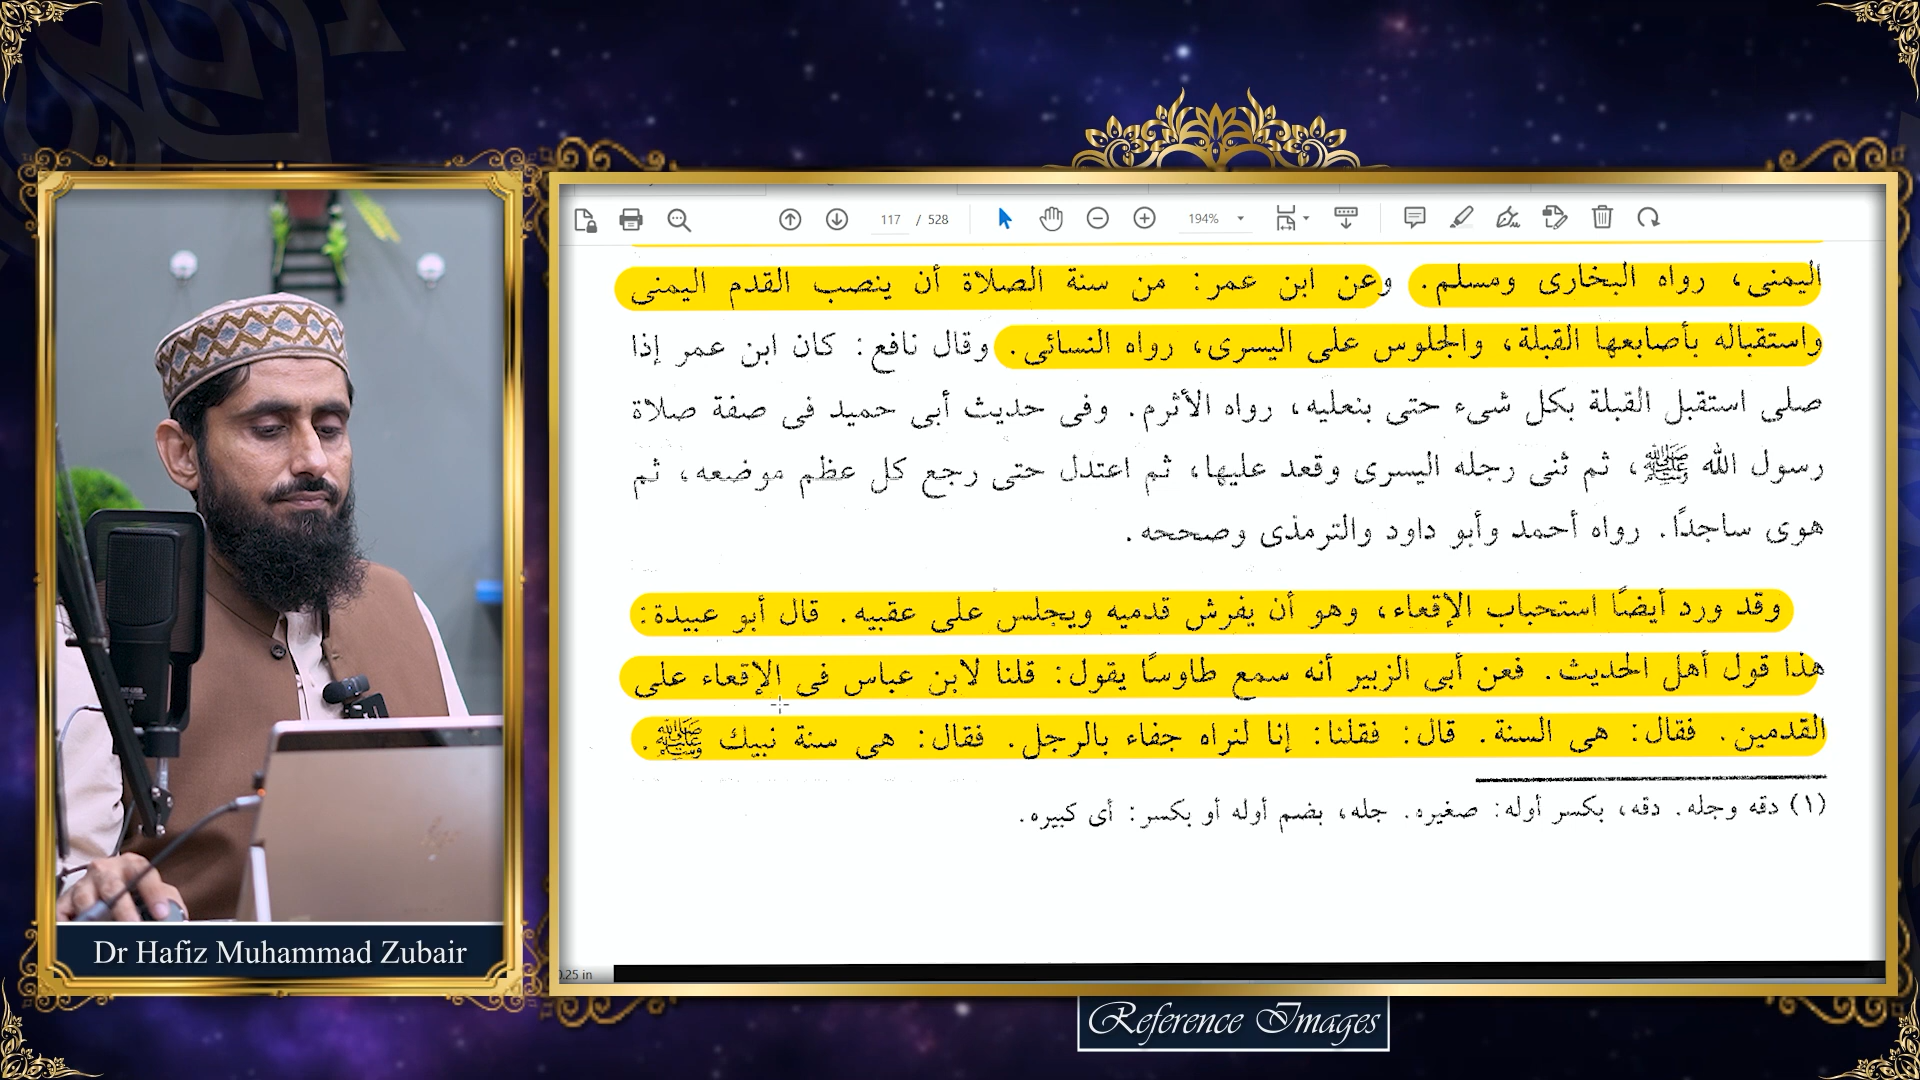 117 / 528
194%
اليمنى، رواه البخارى ومسلم. وعن ابن عمر: من سنة الصلاة أن ينصب القدم اليمنى
واستقباله بأصابعها القبلة، والجلوس على اليسرى، رواه النسائى. وقال نافع: كان ابن عمر إذا
صلى استقبل القبلة بكل شىء حتى بنعليه، رواه الأثرم. وفى حديث أبى حميد فى صفة صلاة
رسول الله ﷺ، ثم ثنى رجله اليسرى وقعد عليها، ثم اعتدل حتى رجع كل عظم موضعه، ثم
هوى ساجدًا. رواه أحمد وأبو داود والترمذى وصححه.
وقد ورد أيضًا استحباب الإقعاء، وهو أن يفرش قدميه ويجلس على عقبيه. قال أبو عبيدة:
هذا قول أهل الحديث. فعن أبى الزبير أنه سمع طاوسًا يقول: قلنا لابن عباس فى الإقعاء على
القدمين. فقال: هى السنة. قال: فقلنا: إنا لنراه جفاء بالرجل. فقال: هى سنة نبيك ﷺ.
(١) دقه وجله. دقه، بكسر أوله: صغيره. جله، بضم أوله أو بكسر: أى كبيره.
0.25 in
Dr Hafiz Muhammad Zubair
Reference Images